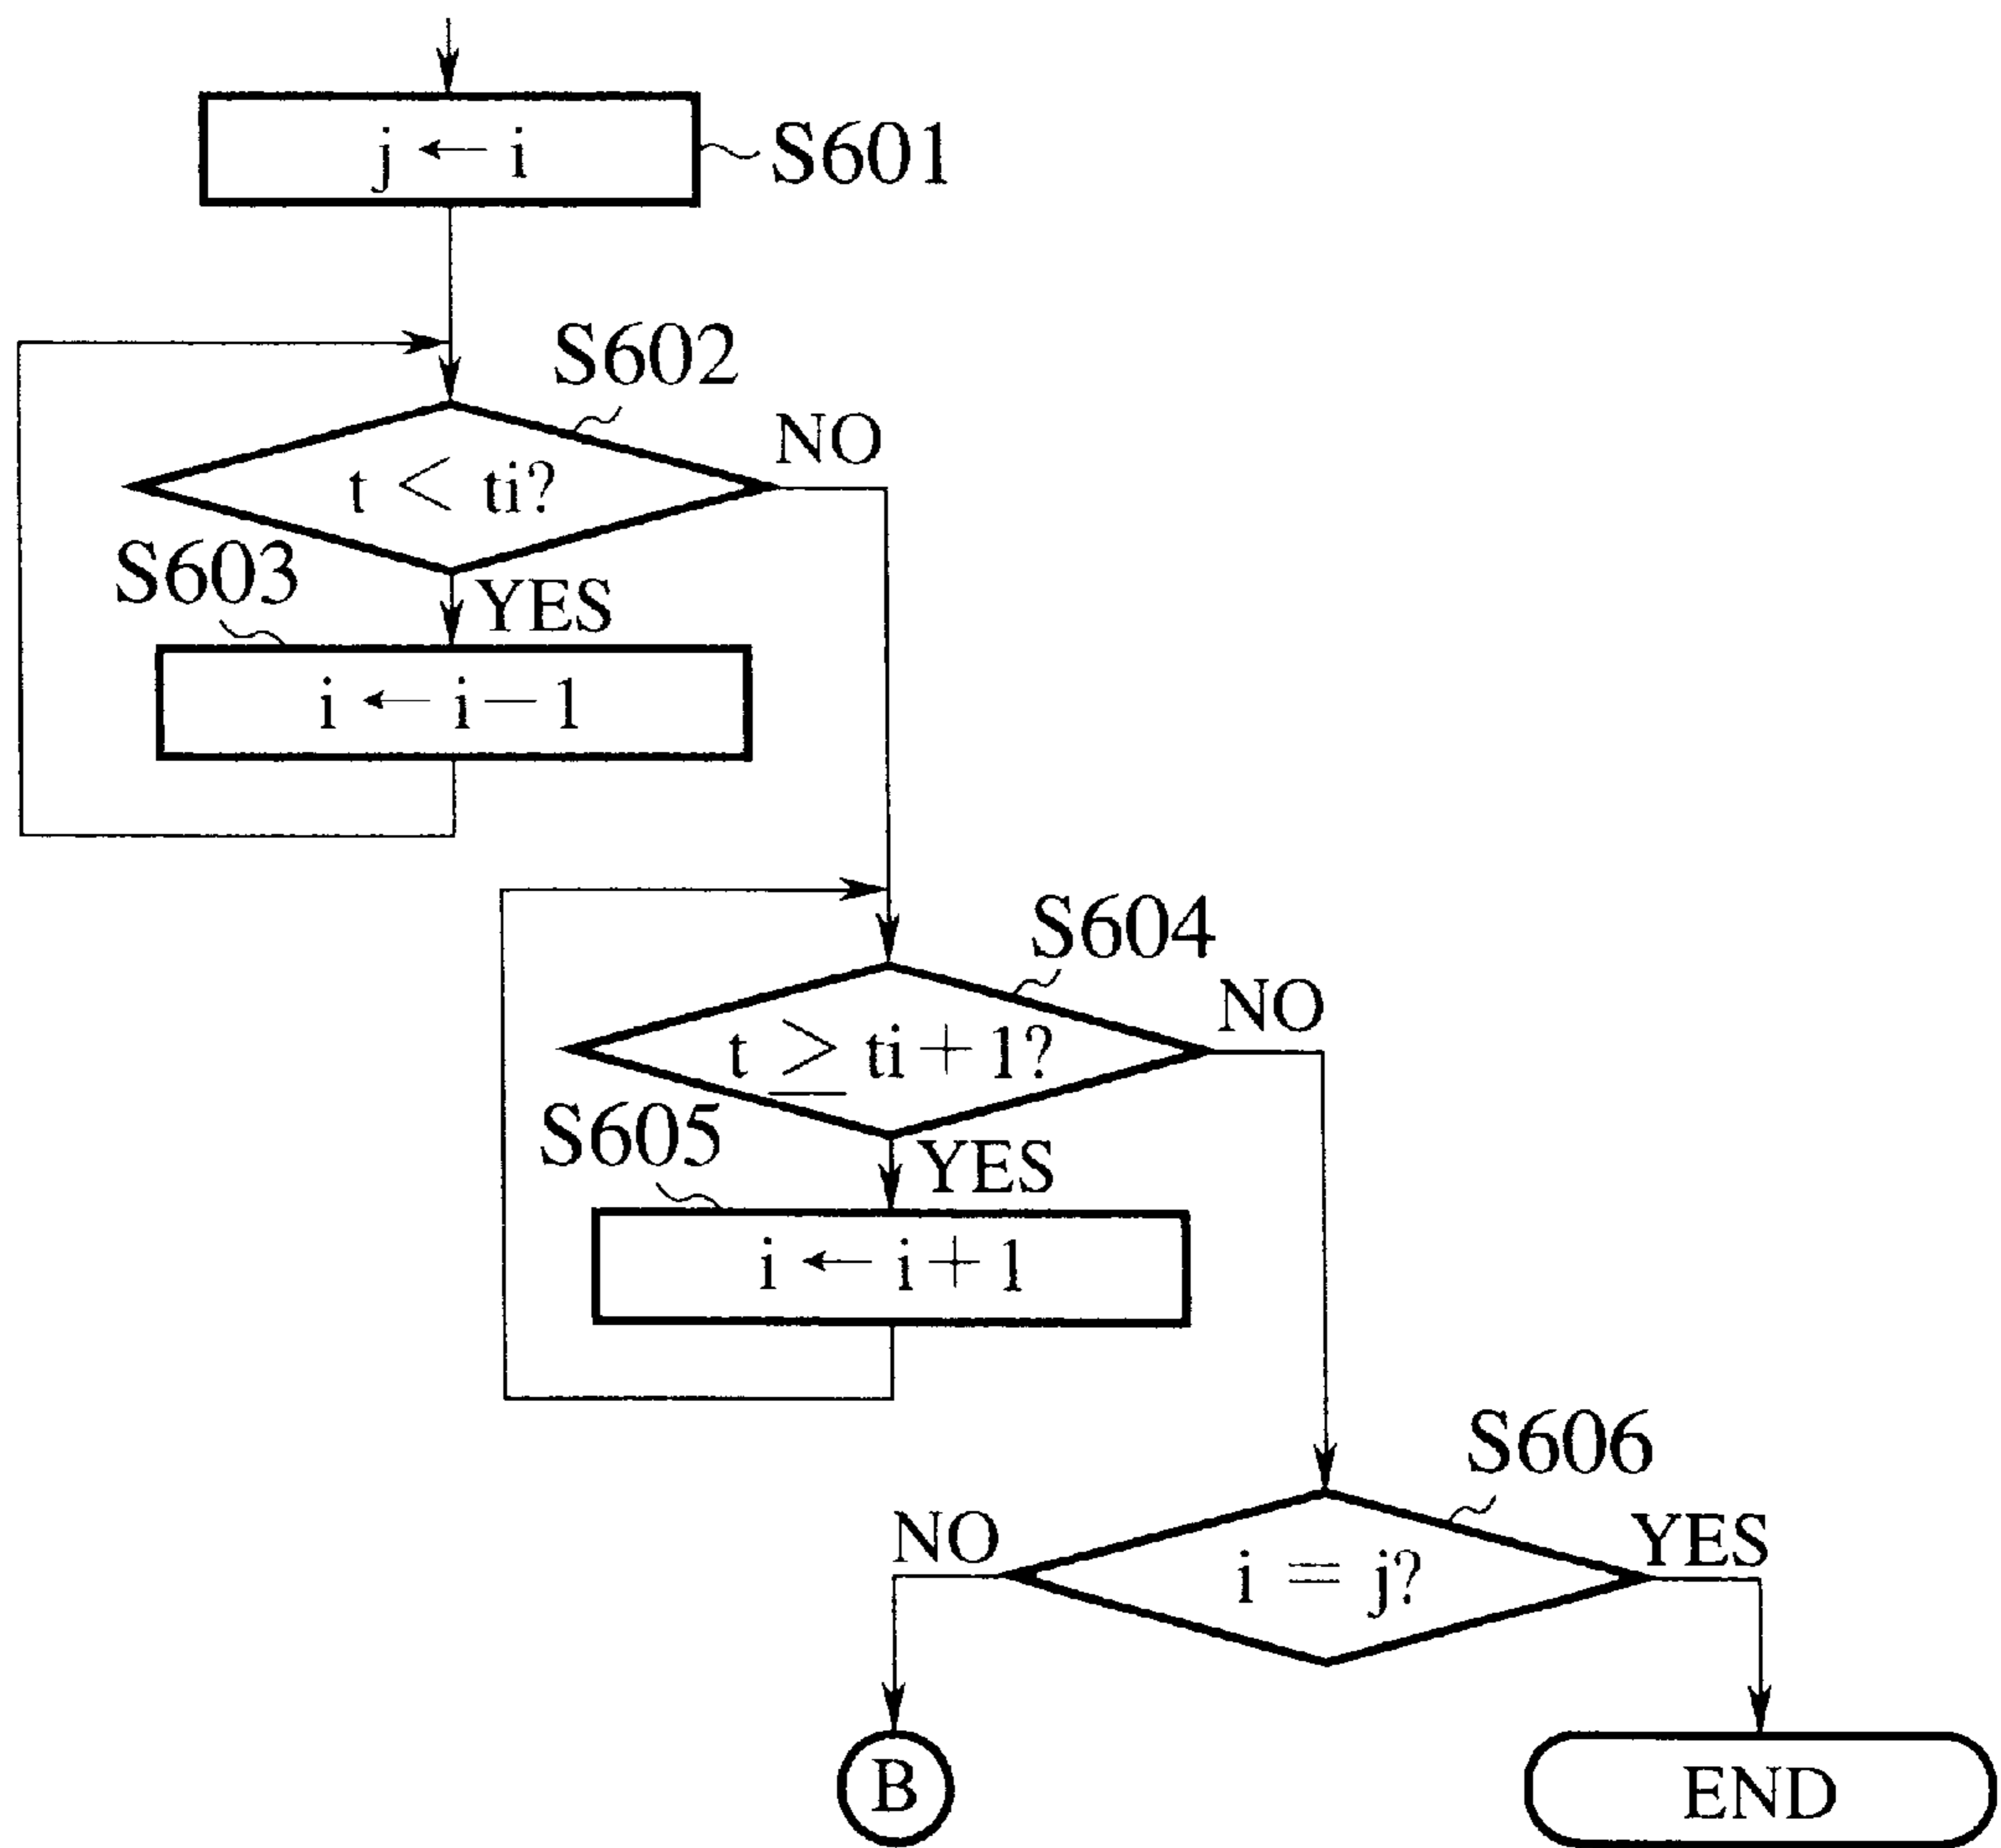 j ← i
S601
S602
t < ti?
NO
S603
YES
i ← i − 1
S604
t ≥ ti + 1?
NO
S605
YES
i ← i + 1
S606
NO
i = j?
YES
B
END